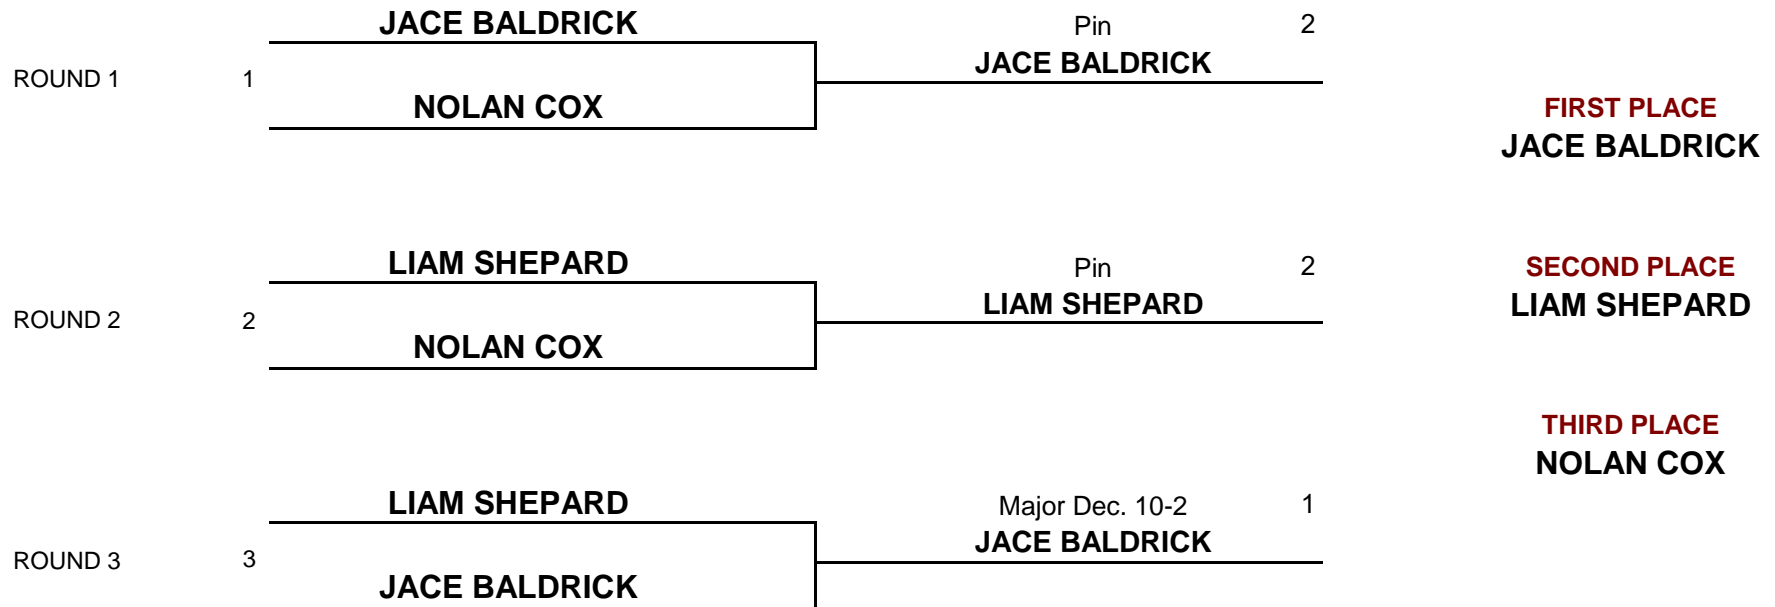 JACE BALDRICK
Pin 2
JACE BALDRICK
ROUND 1 1
NOLAN COX
FIRST PLACE
JACE BALDRICK
LIAM SHEPARD
Pin 2
SECOND PLACE
LIAM SHEPARD
LIAM SHEPARD
ROUND 2 2
NOLAN COX
THIRD PLACE
NOLAN COX
LIAM SHEPARD
Major Dec. 10-2 1
JACE BALDRICK
ROUND 3 3
JACE BALDRICK